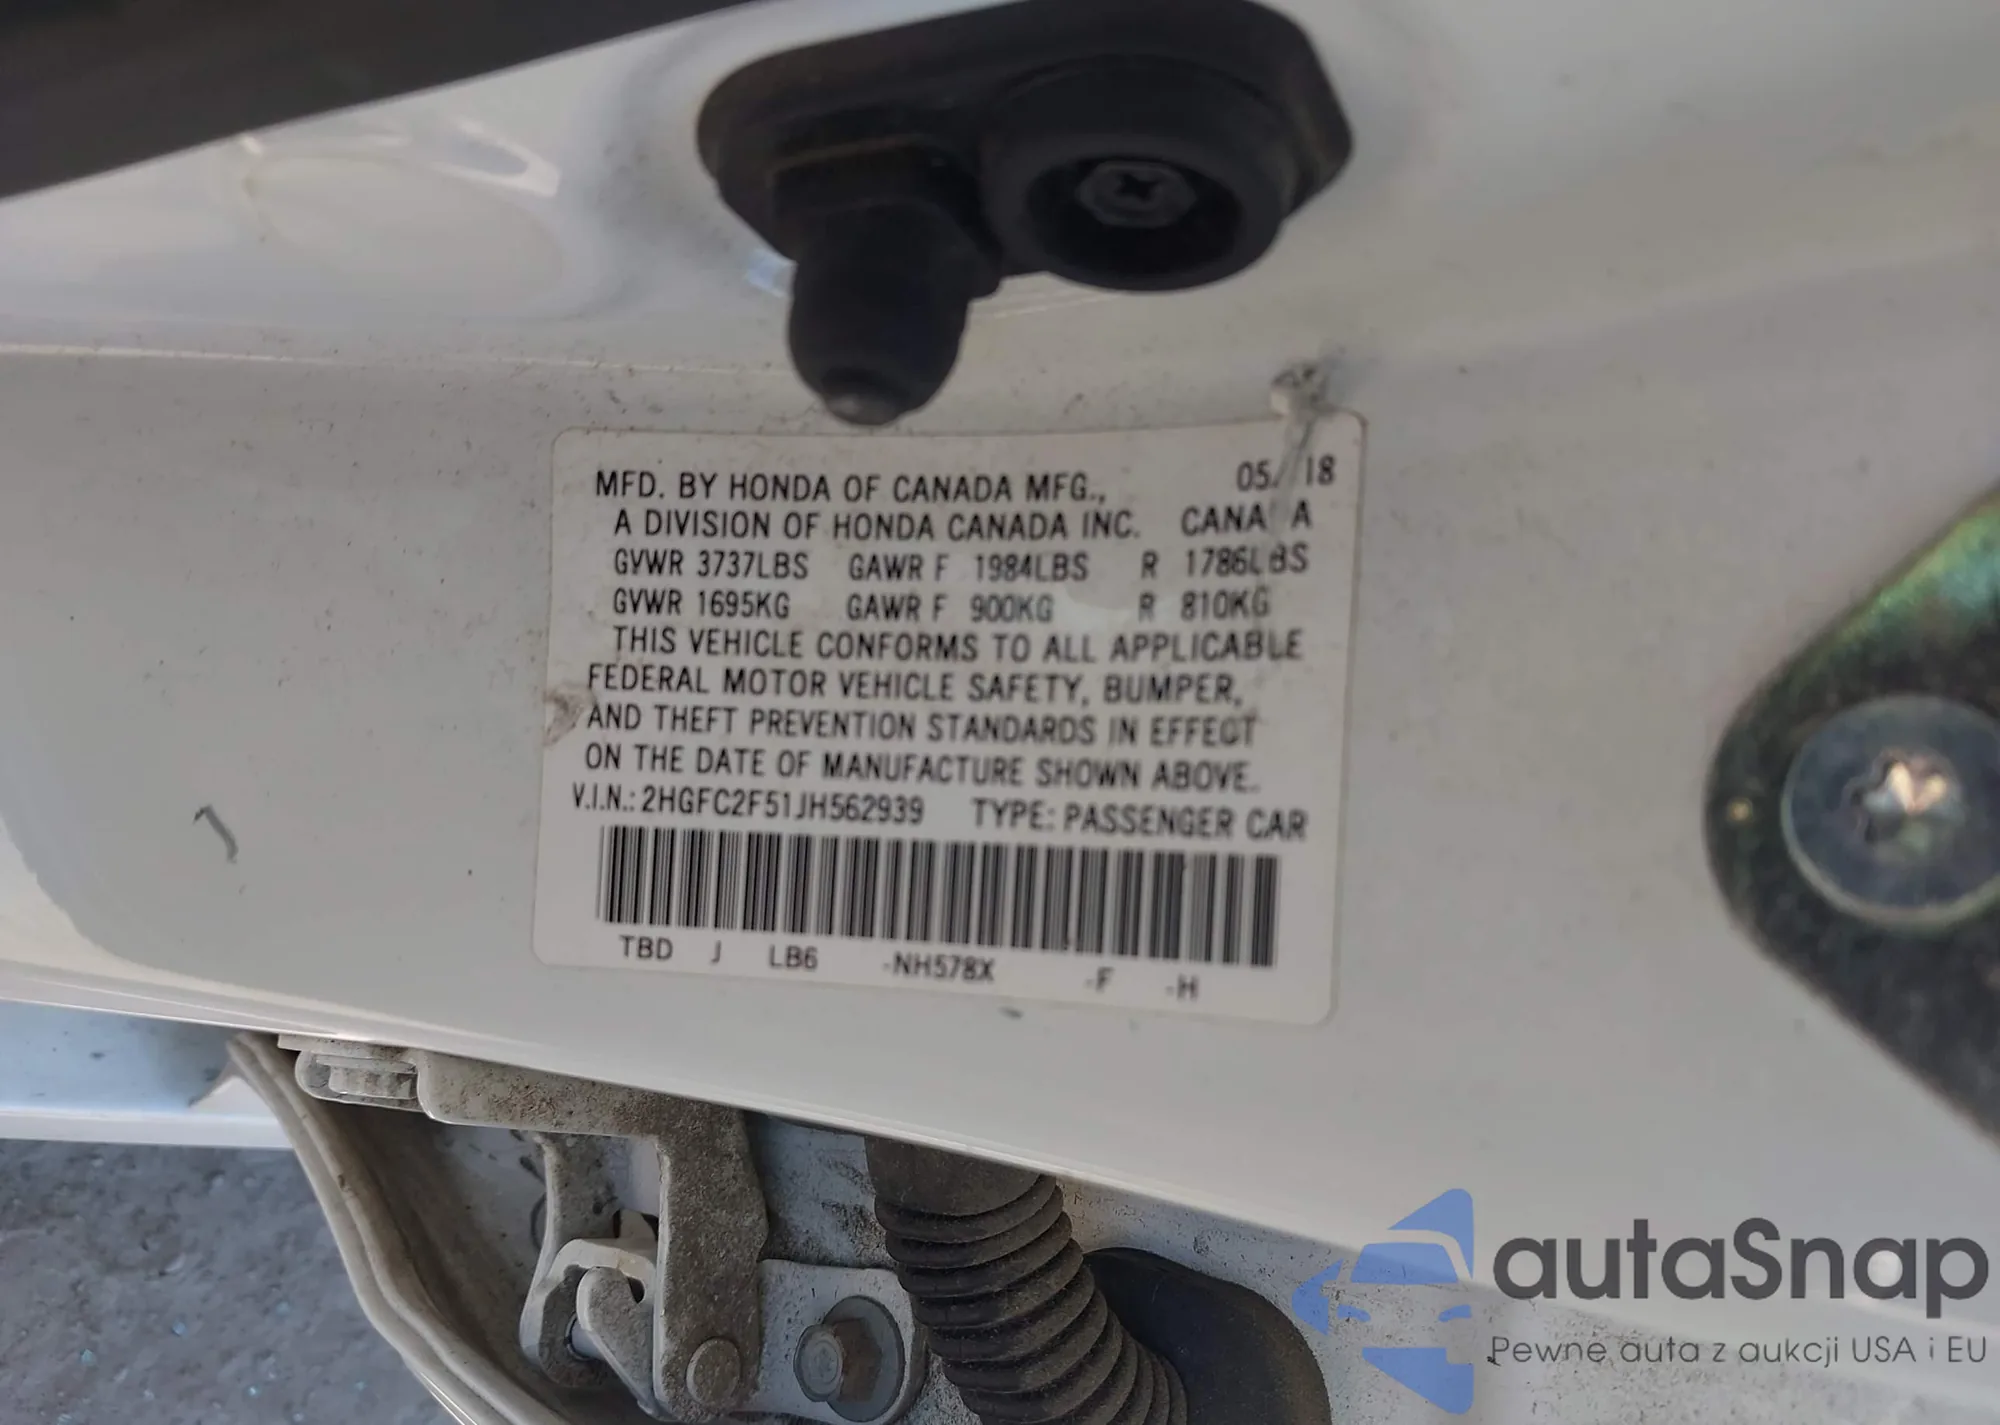 MFD. BY HONDA OF CANADA MFG., 05/18
A DIVISION OF HONDA CANADA INC. CANADA
GVWR 3737LBS GAWR F 1984LBS R 1786LBS
GVWR 1695KG GAWR F 900KG R 810KG
THIS VEHICLE CONFORMS TO ALL APPLICABLE
FEDERAL MOTOR VEHICLE SAFETY, BUMPER,
AND THEFT PREVENTION STANDARDS IN EFFECT
ON THE DATE OF MANUFACTURE SHOWN ABOVE.
V.I.N.: 2HGFC2F51JH562939 TYPE: PASSENGER CAR
TBD J LB6 -NH578X -F -H
autaSnap
Pewne auta z aukcji USA i EU